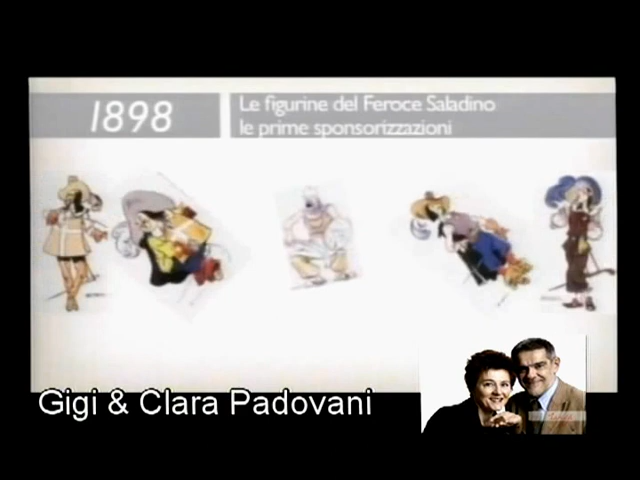 1898
Le figurine del Feroce Saladino
le prime sponsorizzazioni
Gigi & Clara Padovani